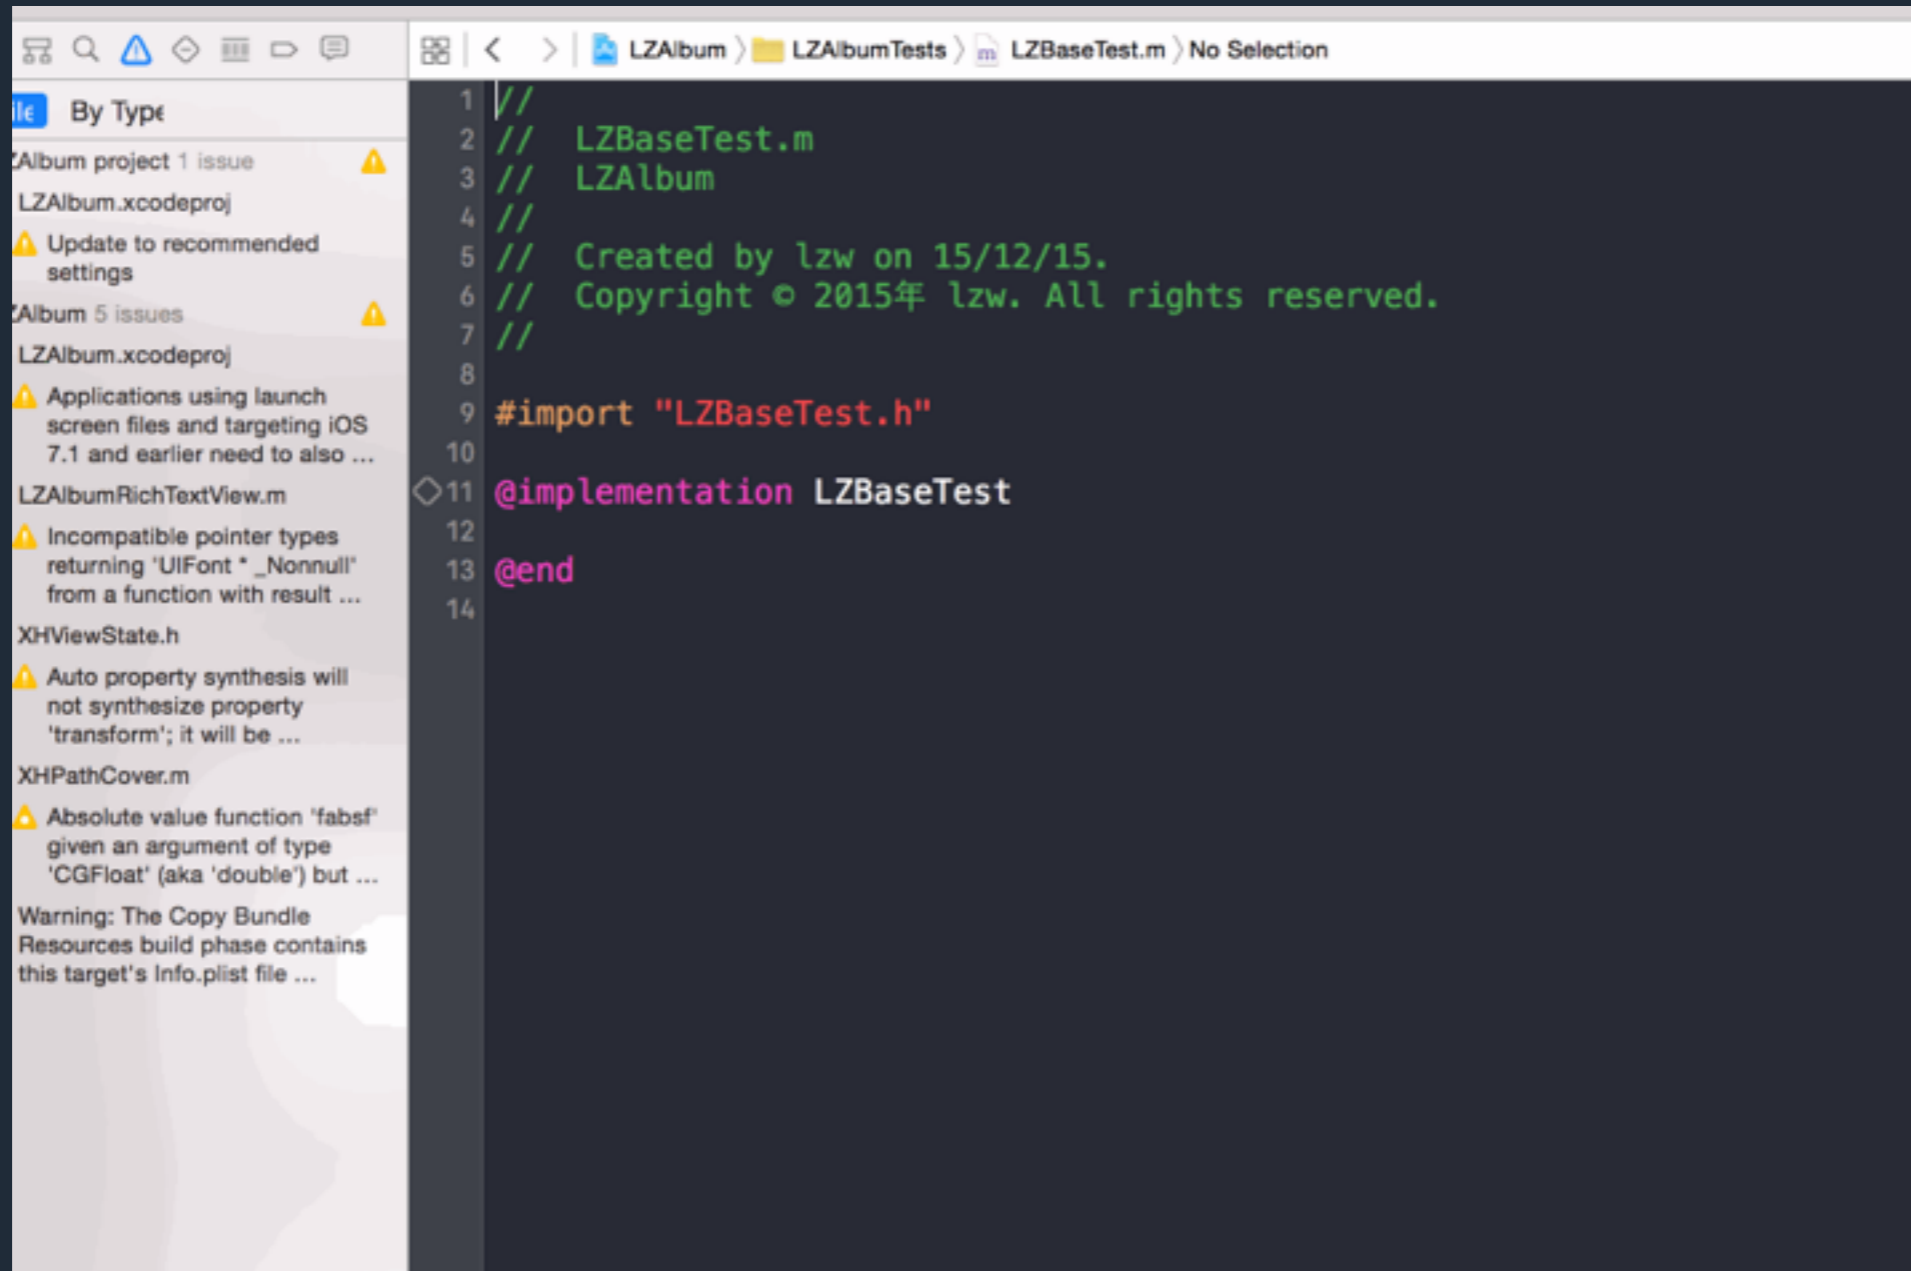 LZAlbum 〉 LZAlbumTests 〉 m LZBaseTest.m 〉 No Selection
By Type
Album project 1 issue
LZAlbum.xcodeproj
Update to recommended
settings
Album 5 issues
LZAlbum.xcodeproj
Applications using launch
screen files and targeting iOS
7.1 and earlier need to also ...
LZAlbumRichTextView.m
Incompatible pointer types
returning 'UIFont * _Nonnull'
from a function with result ...
XHViewState.h
Auto property synthesis will
not synthesize property
'transform'; it will be ...
XHPathCover.m
Absolute value function 'fabsf'
given an argument of type
'CGFloat' (aka 'double') but ...
Warning: The Copy Bundle
Resources build phase contains
this target's Info.plist file ...
1 //
2 //  LZBaseTest.m
3 //  LZAlbum
4 //
5 //  Created by lzw on 15/12/15.
6 //  Copyright © 2015年 lzw. All rights reserved.
7 //
8
9 #import "LZBaseTest.h"
10
11 @implementation LZBaseTest
12
13 @end
14